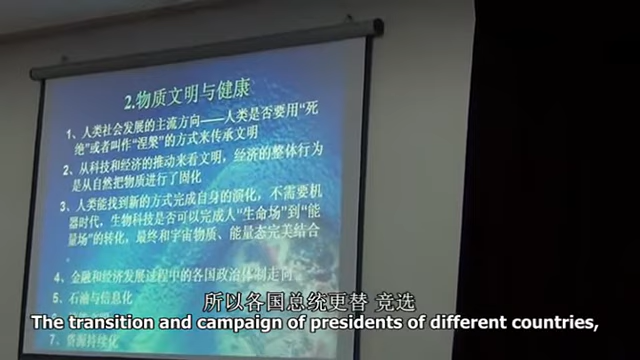 2.物质文明与健康
1、人类社会发展的主流方向——人类是否要用“死
绝”或者叫作“涅槃”的方式来传承文明
2、从科技和经济的推动来看文明，经济的整体行为
是从自然把物质进行了固化
3、人类能找到新的方式完成自身的演化，不需要机
器时代，生物科技是否可以完成人“生命场”到“能
量场”的转化，最终和宇宙物质、能量态完美结合
。
4、金融和经济发展过程中的各国政治体制走向
5、石油与信息化
所以各国总统更替 竞选
The transition and campaign of presidents of different countries,
7、资源持续化